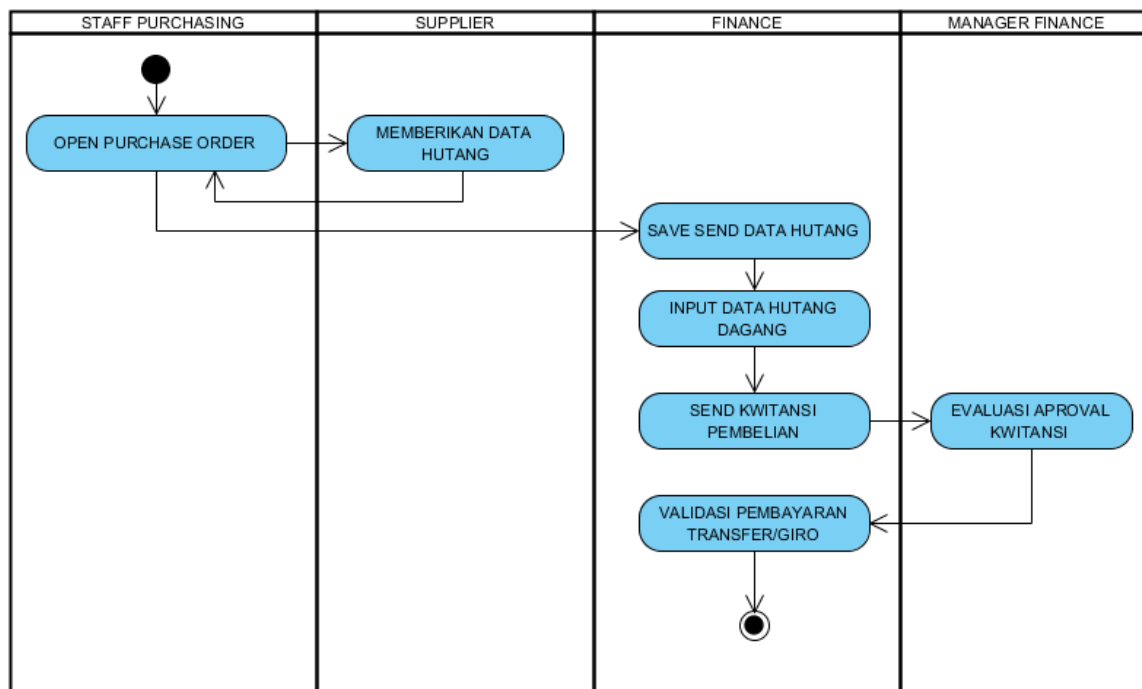 STAFF PURCHASING
SUPPLIER
FINANCE
MANAGER FINANCE
OPEN PURCHASE ORDER
MEMBERIKAN DATA
HUTANG
SAVE SEND DATA HUTANG
INPUT DATA HUTANG
DAGANG
SEND KWITANSI
PEMBELIAN
EVALUASI APROVAL
KWITANSI
VALIDASI PEMBAYARAN
TRANSFER/GIRO